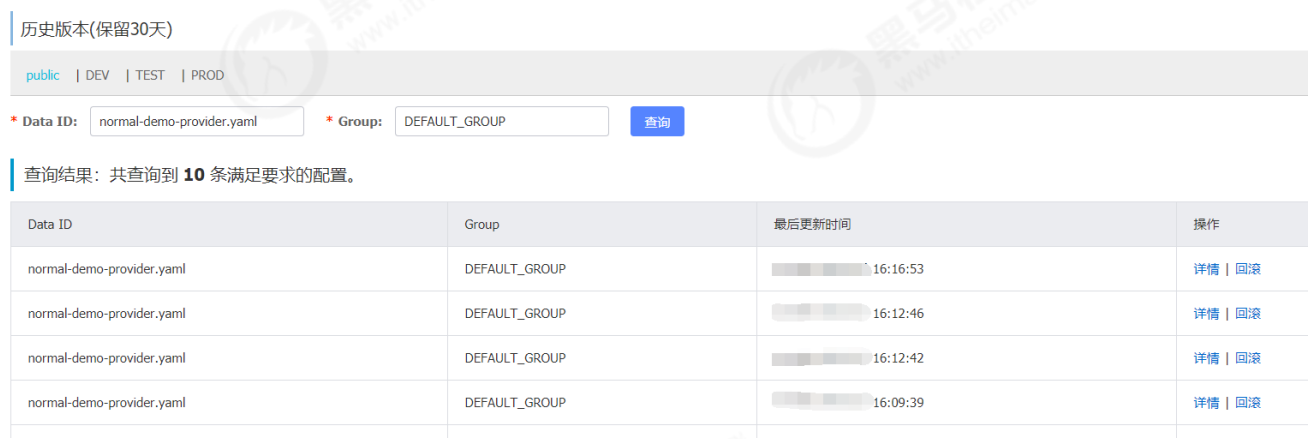 历史版本(保留30天)
public | DEV | TEST | PROD
* Data ID: normal-demo-provider.yaml * Group: DEFAULT_GROUP 查询
查询结果：共查询到 10 条满足要求的配置。
Data ID Group 最后更新时间 操作
normal-demo-provider.yaml DEFAULT_GROUP 16:16:53 详情 | 回滚
normal-demo-provider.yaml DEFAULT_GROUP 16:12:46 详情 | 回滚
normal-demo-provider.yaml DEFAULT_GROUP 16:12:42 详情 | 回滚
normal-demo-provider.yaml DEFAULT_GROUP 16:09:39 详情 | 回滚